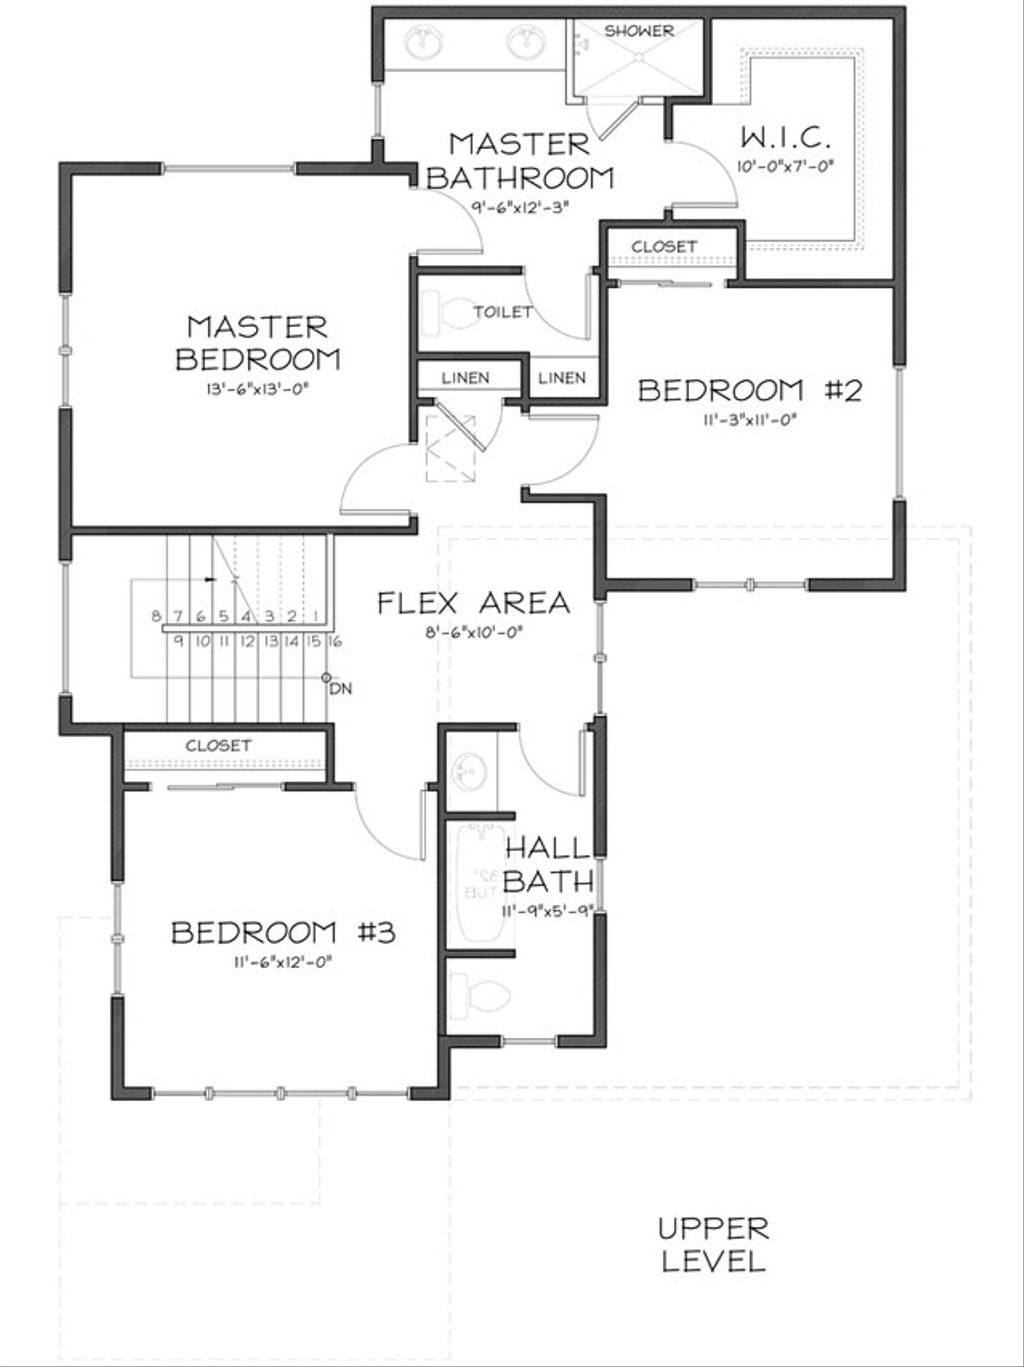 SHOWER
MASTER
BATHROOM
9'-6"x12'-3"
W.I.C.
10'-0"x7'-0"
CLOSET
TOILET
MASTER
BEDROOM
13'-6"x13'-0"
LINEN
LINEN
BEDROOM #2
11'-3"x11'-0"
FLEX AREA
8'-6"x10'-0"
8 7 6 5 4 3 2 1
9 10 11 12 13 14 15 16
DN
CLOSET
HALL
BATH
11'-9"x5'-9"
32"
TUB
BEDROOM #3
11'-6"x12'-0"
UPPER
LEVEL